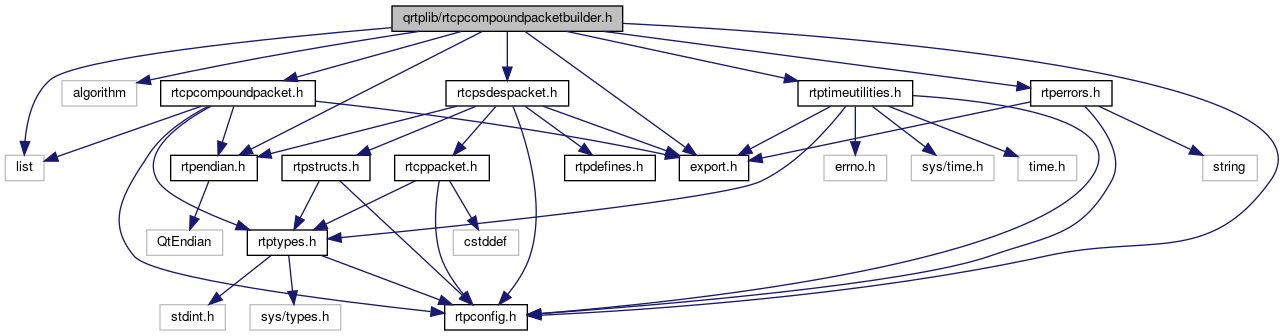 qrtplib/rtcpcompoundpacketbuilder.h
algorithm
rtcpcompoundpacket.h
rtcpsdespacket.h
rtptimeutilities.h
rtperrors.h
list
rtpendian.h
rtpstructs.h
rtcppacket.h
rtpdefines.h
export.h
errno.h
sys/time.h
time.h
string
QtEndian
rtptypes.h
cstddef
stdint.h
sys/types.h
rtpconfig.h